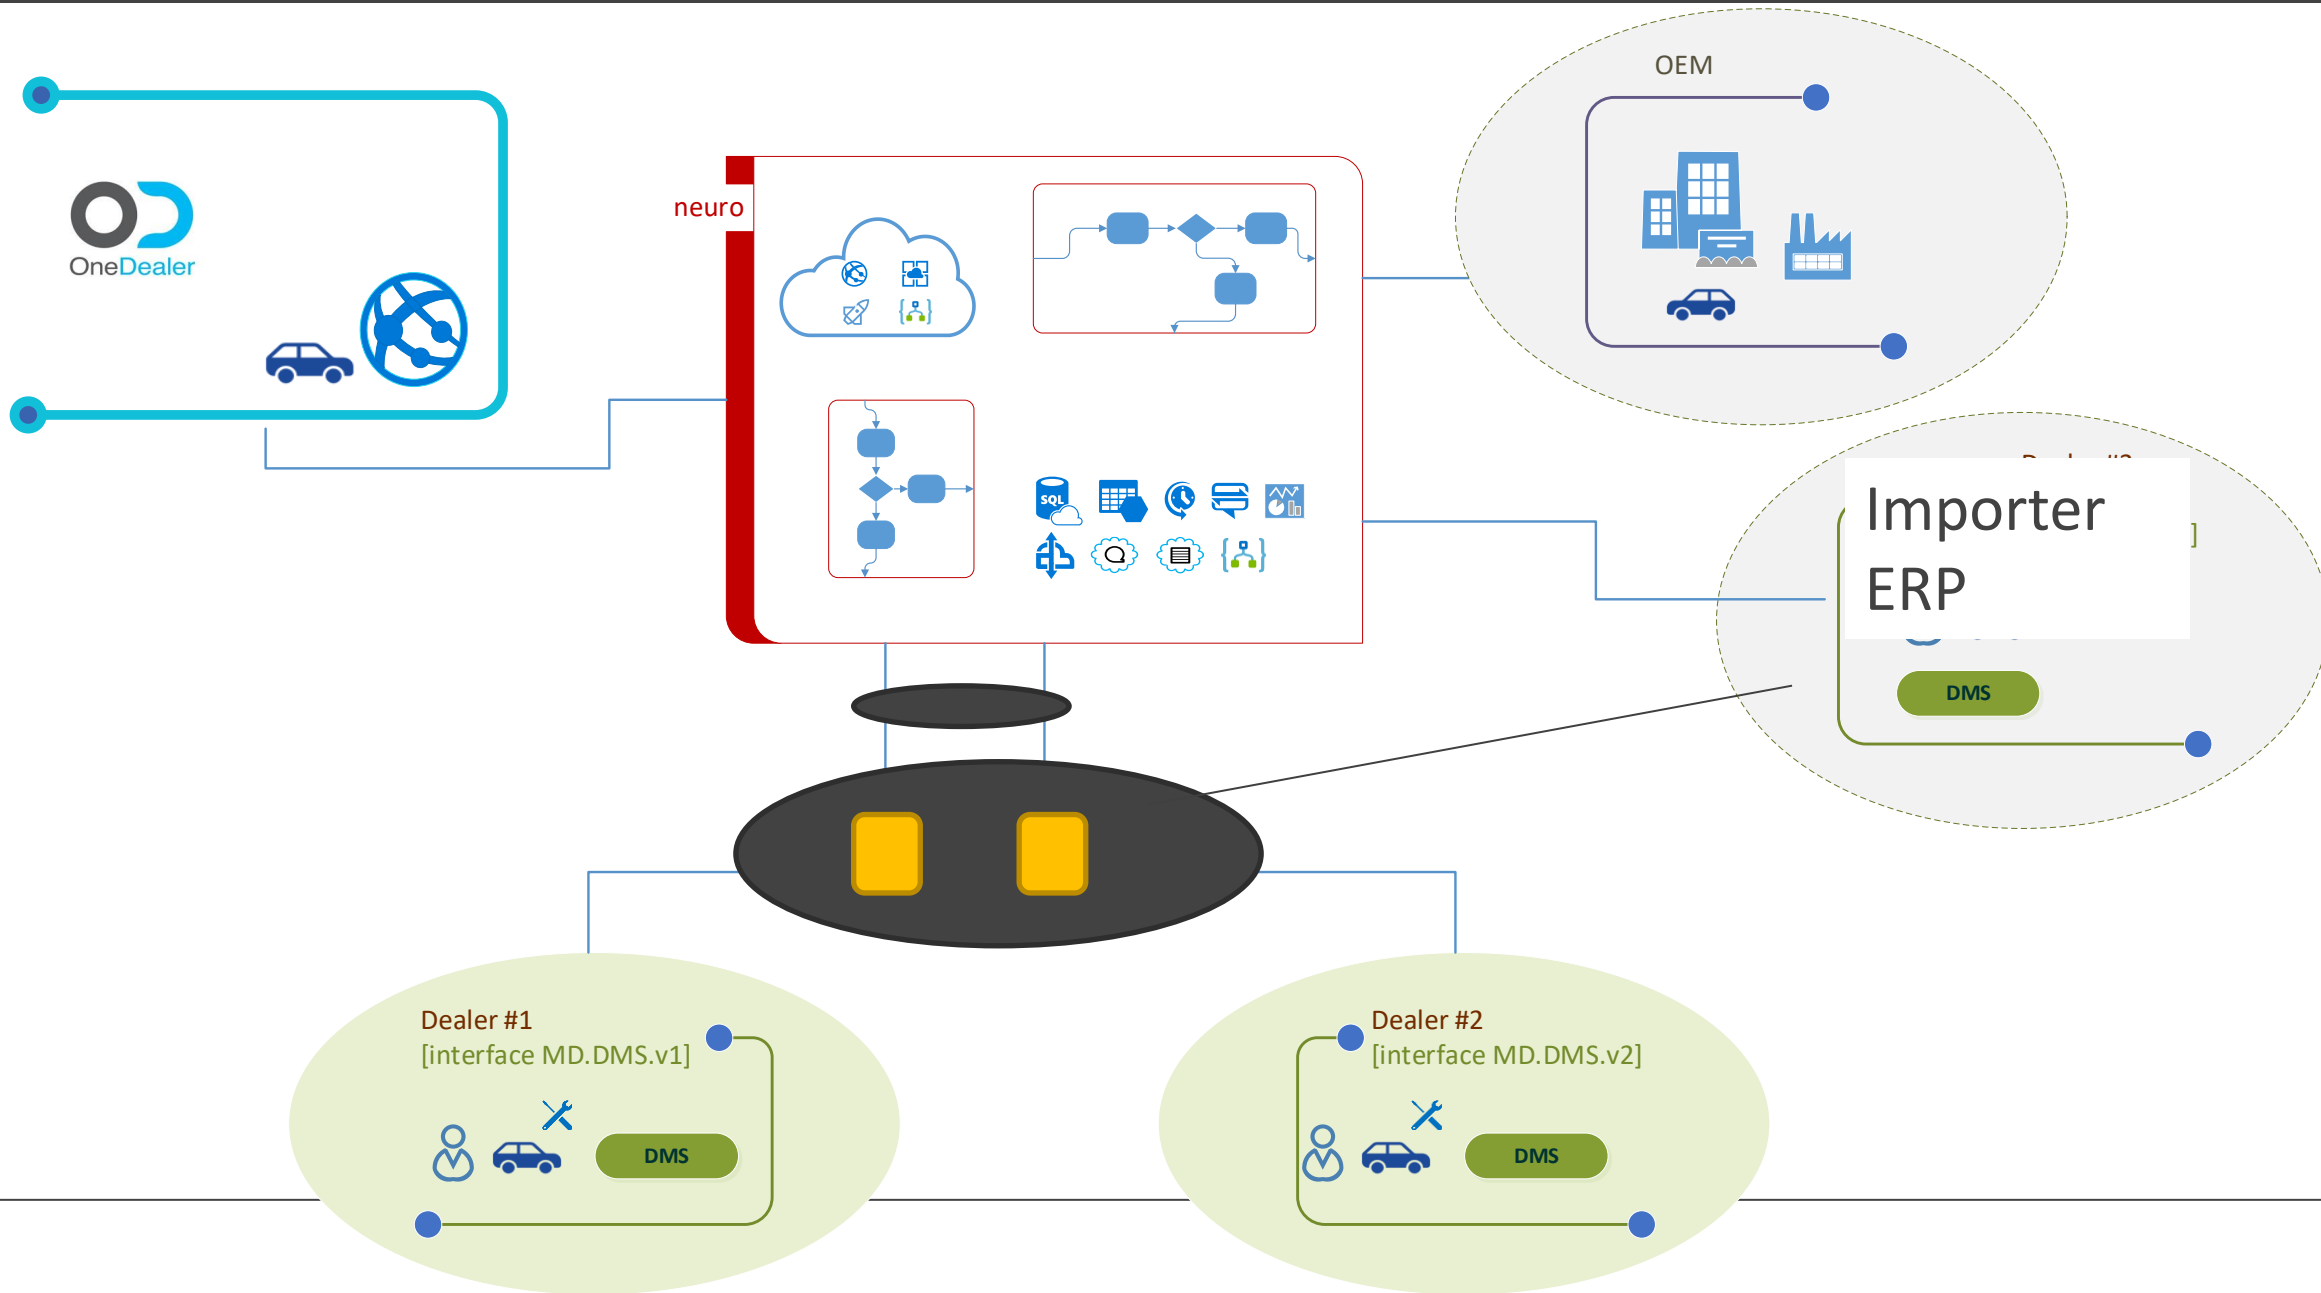 OEM
neuro
OneDealer
SQL
Importer
ERP
]
DMS
Dealer #1
[interface MD.DMS.v1]
DMS
Dealer #2
[interface MD.DMS.v2]
DMS